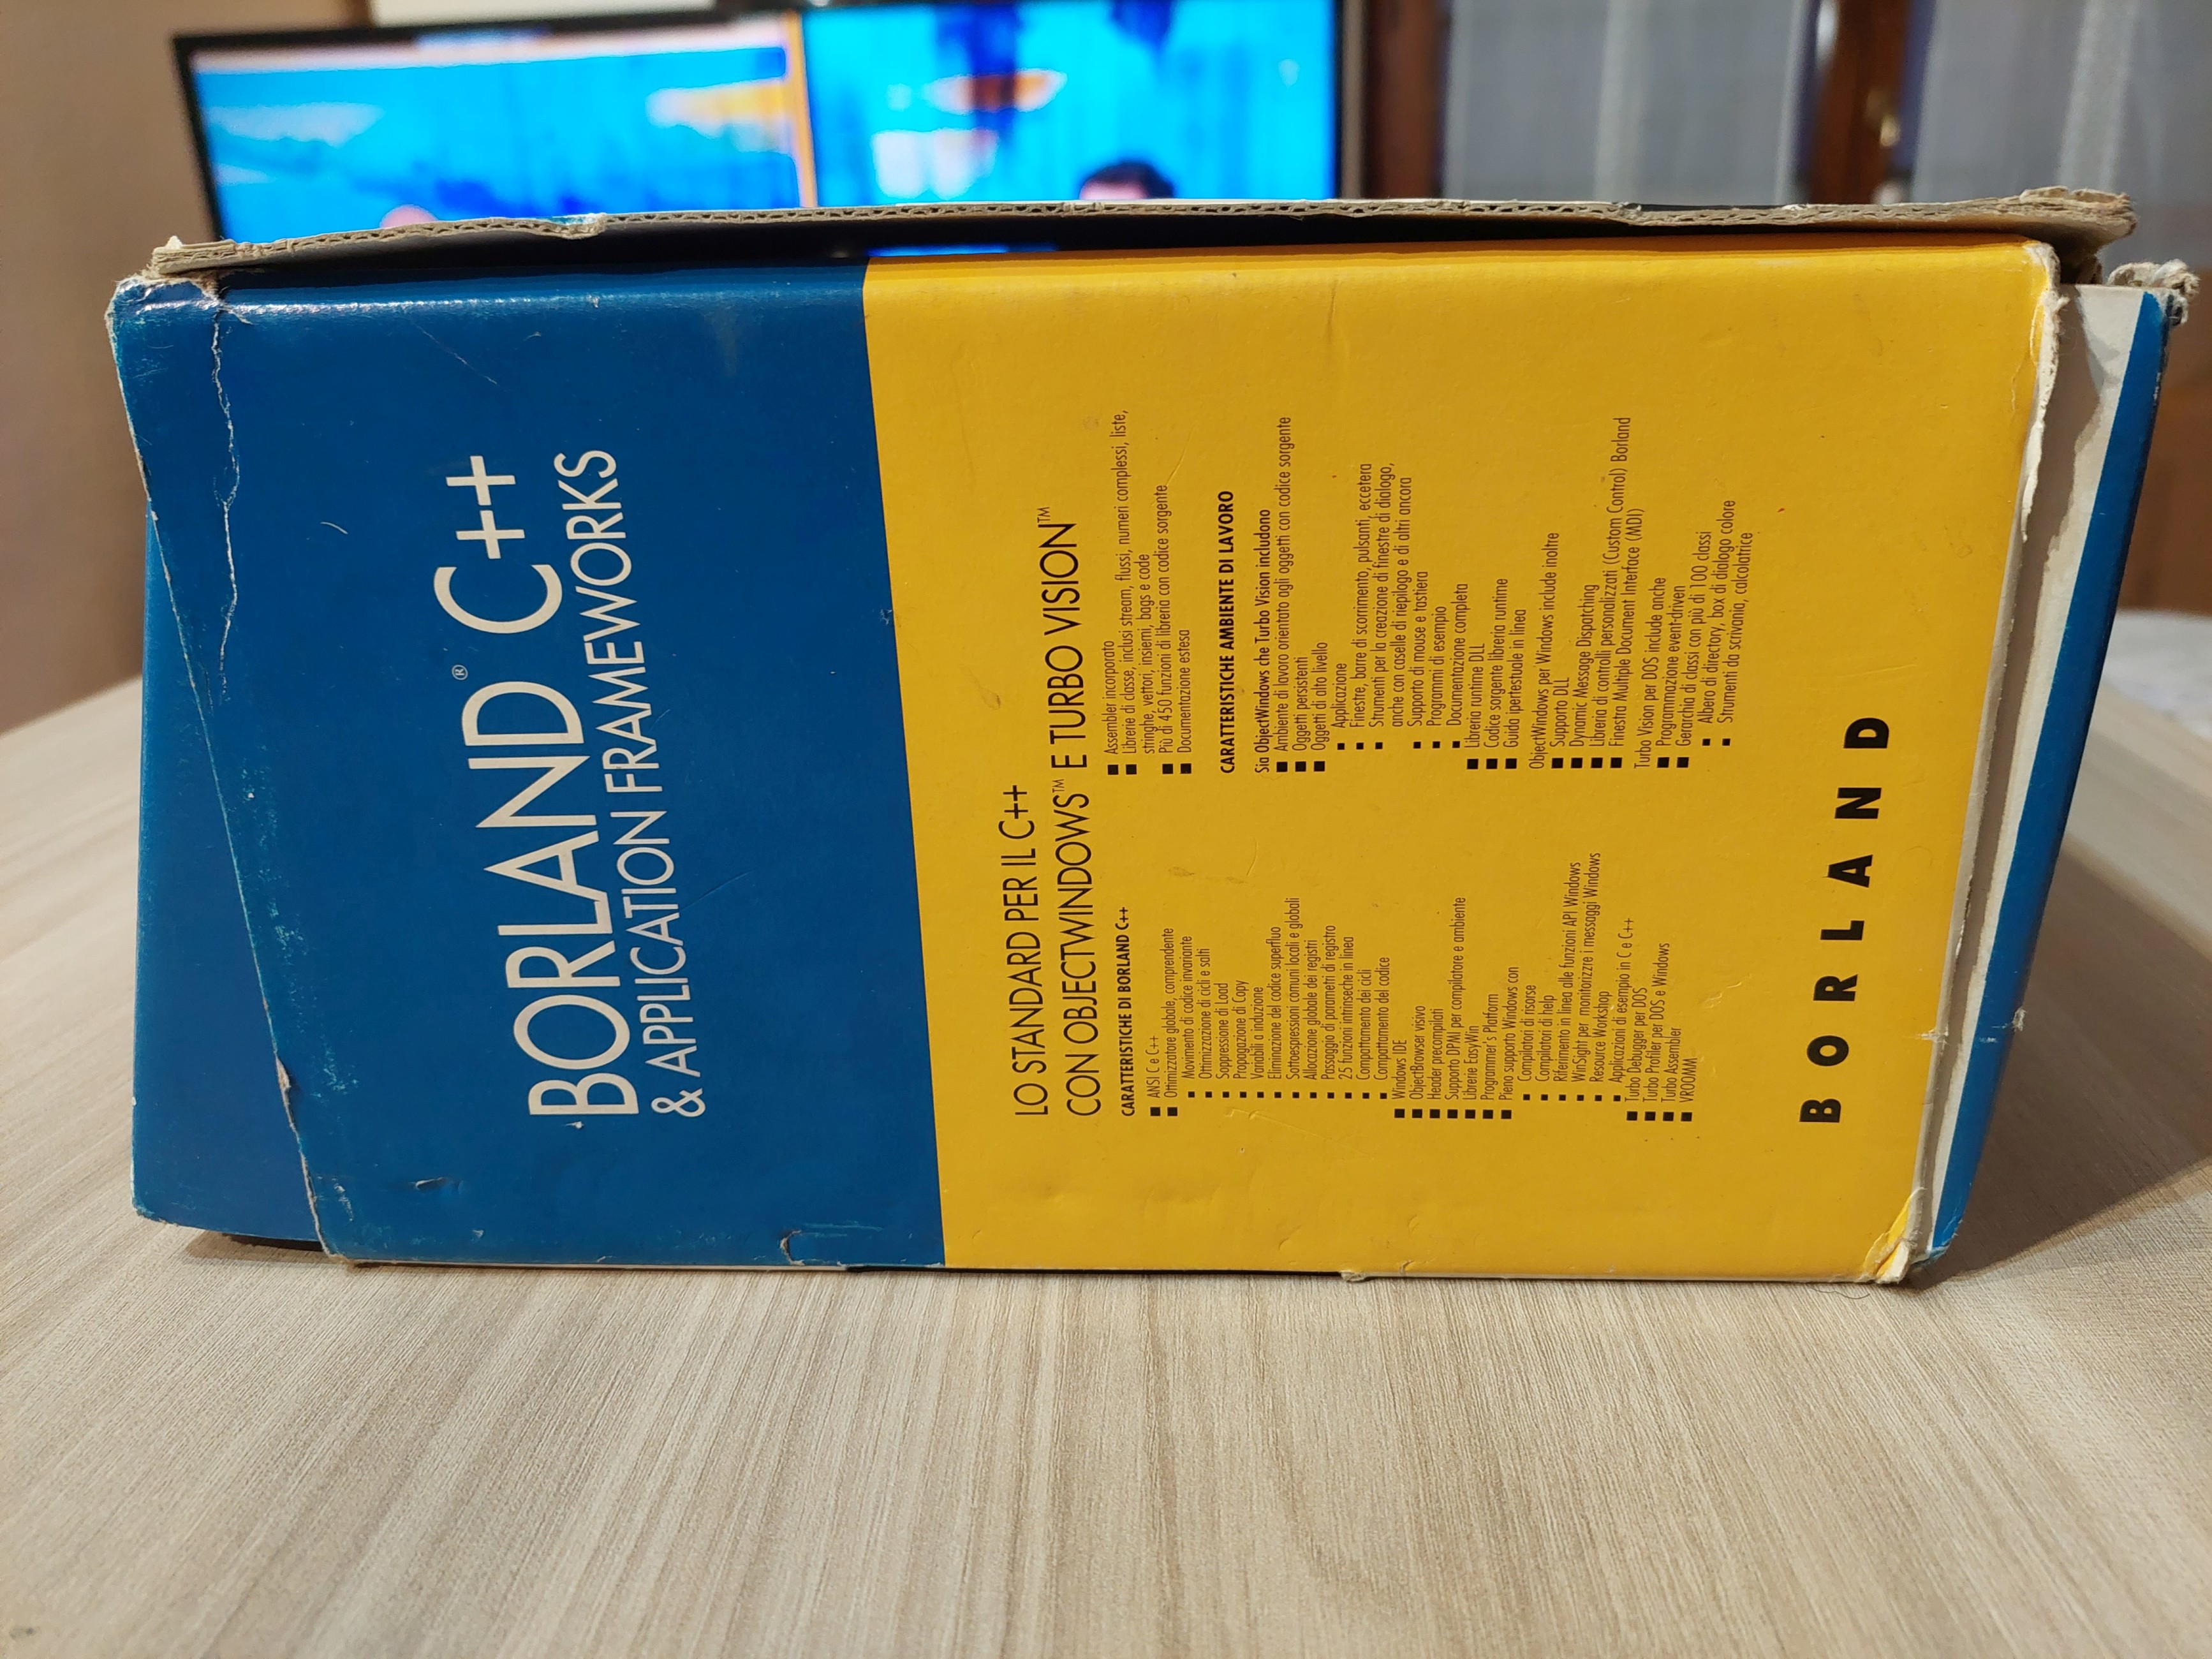 BORLAND® C++
& APPLICATION FRAMEWORKS
LO STANDARD PER IL C++
CON OBJECTWINDOWS™ E TURBO VISION™
CARATTERISTICHE DI BORLAND C++
■ ANSI C e C++
■ Ottimizzatore globale, comprendente
▪ Movimento di codice invariante
▪ Ottimizzazione di cicli e salti
▪ Soppressione di Load
▪ Propagazione di Copy
▪ Variabili a induzione
▪ Eliminazione del codice superfluo
▪ Sottoespressioni comuni locali e globali
▪ Allocazione globale dei registri
▪ Passaggio di parametri di registro
▪ 25 funzioni intrinseche in linea
▪ Compattamento dei cicli
▪ Compattamento del codice
■ Windows IDE
■ ObjectBrowser visivo
■ Header precompilati
■ Supporto DPMI per compilatore e ambiente
■ Librerie EasyWin
■ Programmer's Platform
■ Pieno supporto Windows con
▪ Compilatori di risorse
▪ Compilatori di help
▪ Riferimento in linea alle funzioni API Windows
▪ WinSight per monitorizzre i messaggi Windows
▪ Resource Workshop
▪ Applicazioni di esempio in C e C++
■ Turbo Debugger per DOS
■ Turbo Profiler per DOS e Windows
■ Turbo Assembler
■ VROOMM
■ Assembler incorporato
■ Librerie di classe, inclusi stream, flussi, numeri complessi, liste,
stringhe, vettori, insiemi, bags e code
■ Più di 450 funzioni di libreria con codice sorgente
■ Documentazione estesa
CARATTERISTICHE AMBIENTE DI LAVORO
Sia ObjectWindows che Turbo Vision includono
■ Ambiente di lavoro orientato agli oggetti con codice sorgente
■ Oggetti persistenti
■ Oggetti di alto livello
▪ Applicazione
▪ Finestre, barre di scorrimento, pulsanti, eccetera
▪ Strumenti per la creazione di finestre di dialogo,
anche con caselle di riepilogo e di altri ancora
▪ Supporto di mouse e tastiera
▪ Programmi di esempio
▪ Documentazione completa
■ Libreria runtime DLL
■ Codice sorgente libreria runtime
■ Guida ipertestuale in linea
ObjectWindows per Windows include inoltre
■ Supporto DLL
■ Dynamic Message Dispatching
■ Libreria di controlli personalizzati (Custom Control) Borland
■ Finestra Multiple Document Interface (MDI)
Turbo Vision per DOS include anche
■ Programmazione event-driven
■ Gerarchia di classi con più di 100 classi
▪ Albero di directory, box di dialogo colore
▪ Strumenti da scrivania, calcolatrice
BORLAND